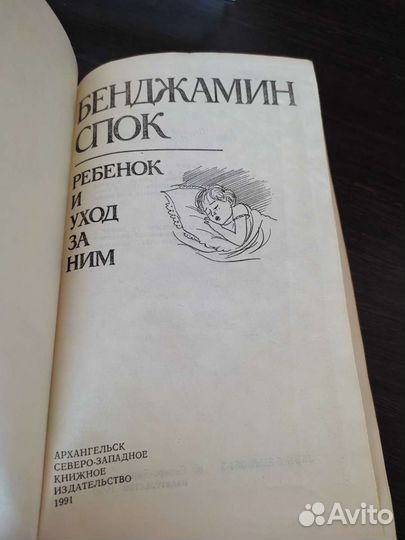 БЕНДЖАМИН
СПОК
РЕБЕНОК
И
УХОД
ЗА
НИМ
АРХАНГЕЛЬСК
СЕВЕРО-ЗАПАДНОЕ
КНИЖНОЕ
ИЗДАТЕЛЬСТВО
1991
Avito